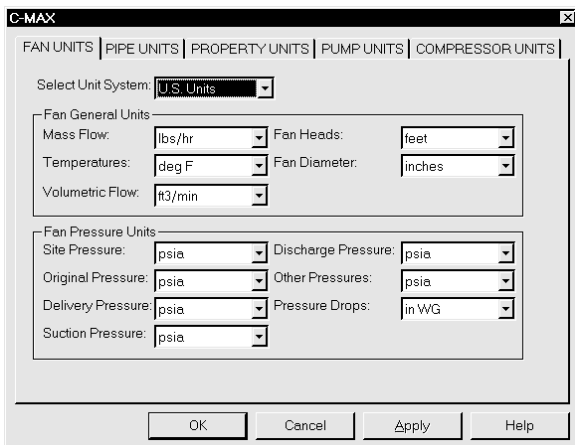 C-MAX
FAN UNITS PIPE UNITS PROPERTY UNITS PUMP UNITS COMPRESSOR UNITS
Select Unit System: U.S. Units
Fan General Units
Mass Flow: lbs/hr Fan Heads: feet
Temperatures: deg F Fan Diameter: inches
Volumetric Flow: ft3/min
Fan Pressure Units
Site Pressure: psia Discharge Pressure: psia
Original Pressure: psia Other Pressures: psia
Delivery Pressure: psia Pressure Drops: in WG
Suction Pressure: psia
OK Cancel Apply Help